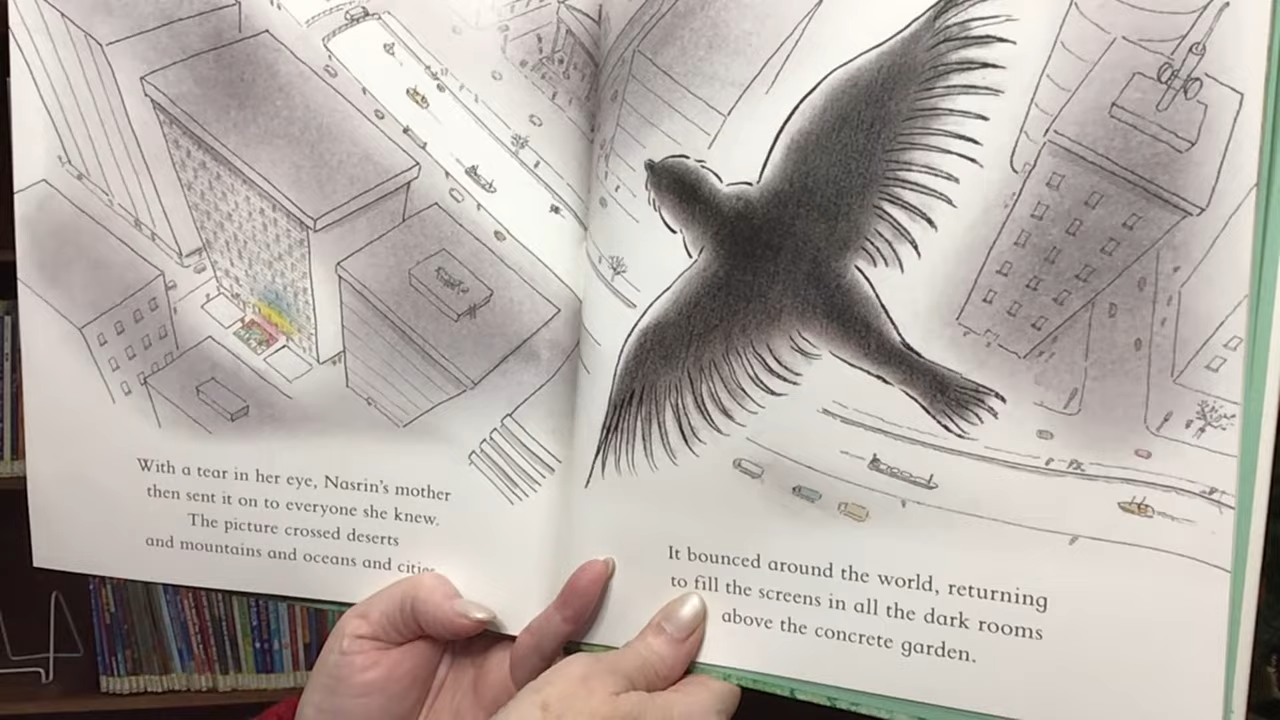 With a tear in her eye, Nasrin's mother
then sent it on to everyone she knew.
The picture crossed deserts
and mountains and oceans and cities
It bounced around the world, returning
to fill the screens in all the dark rooms
above the concrete garden.